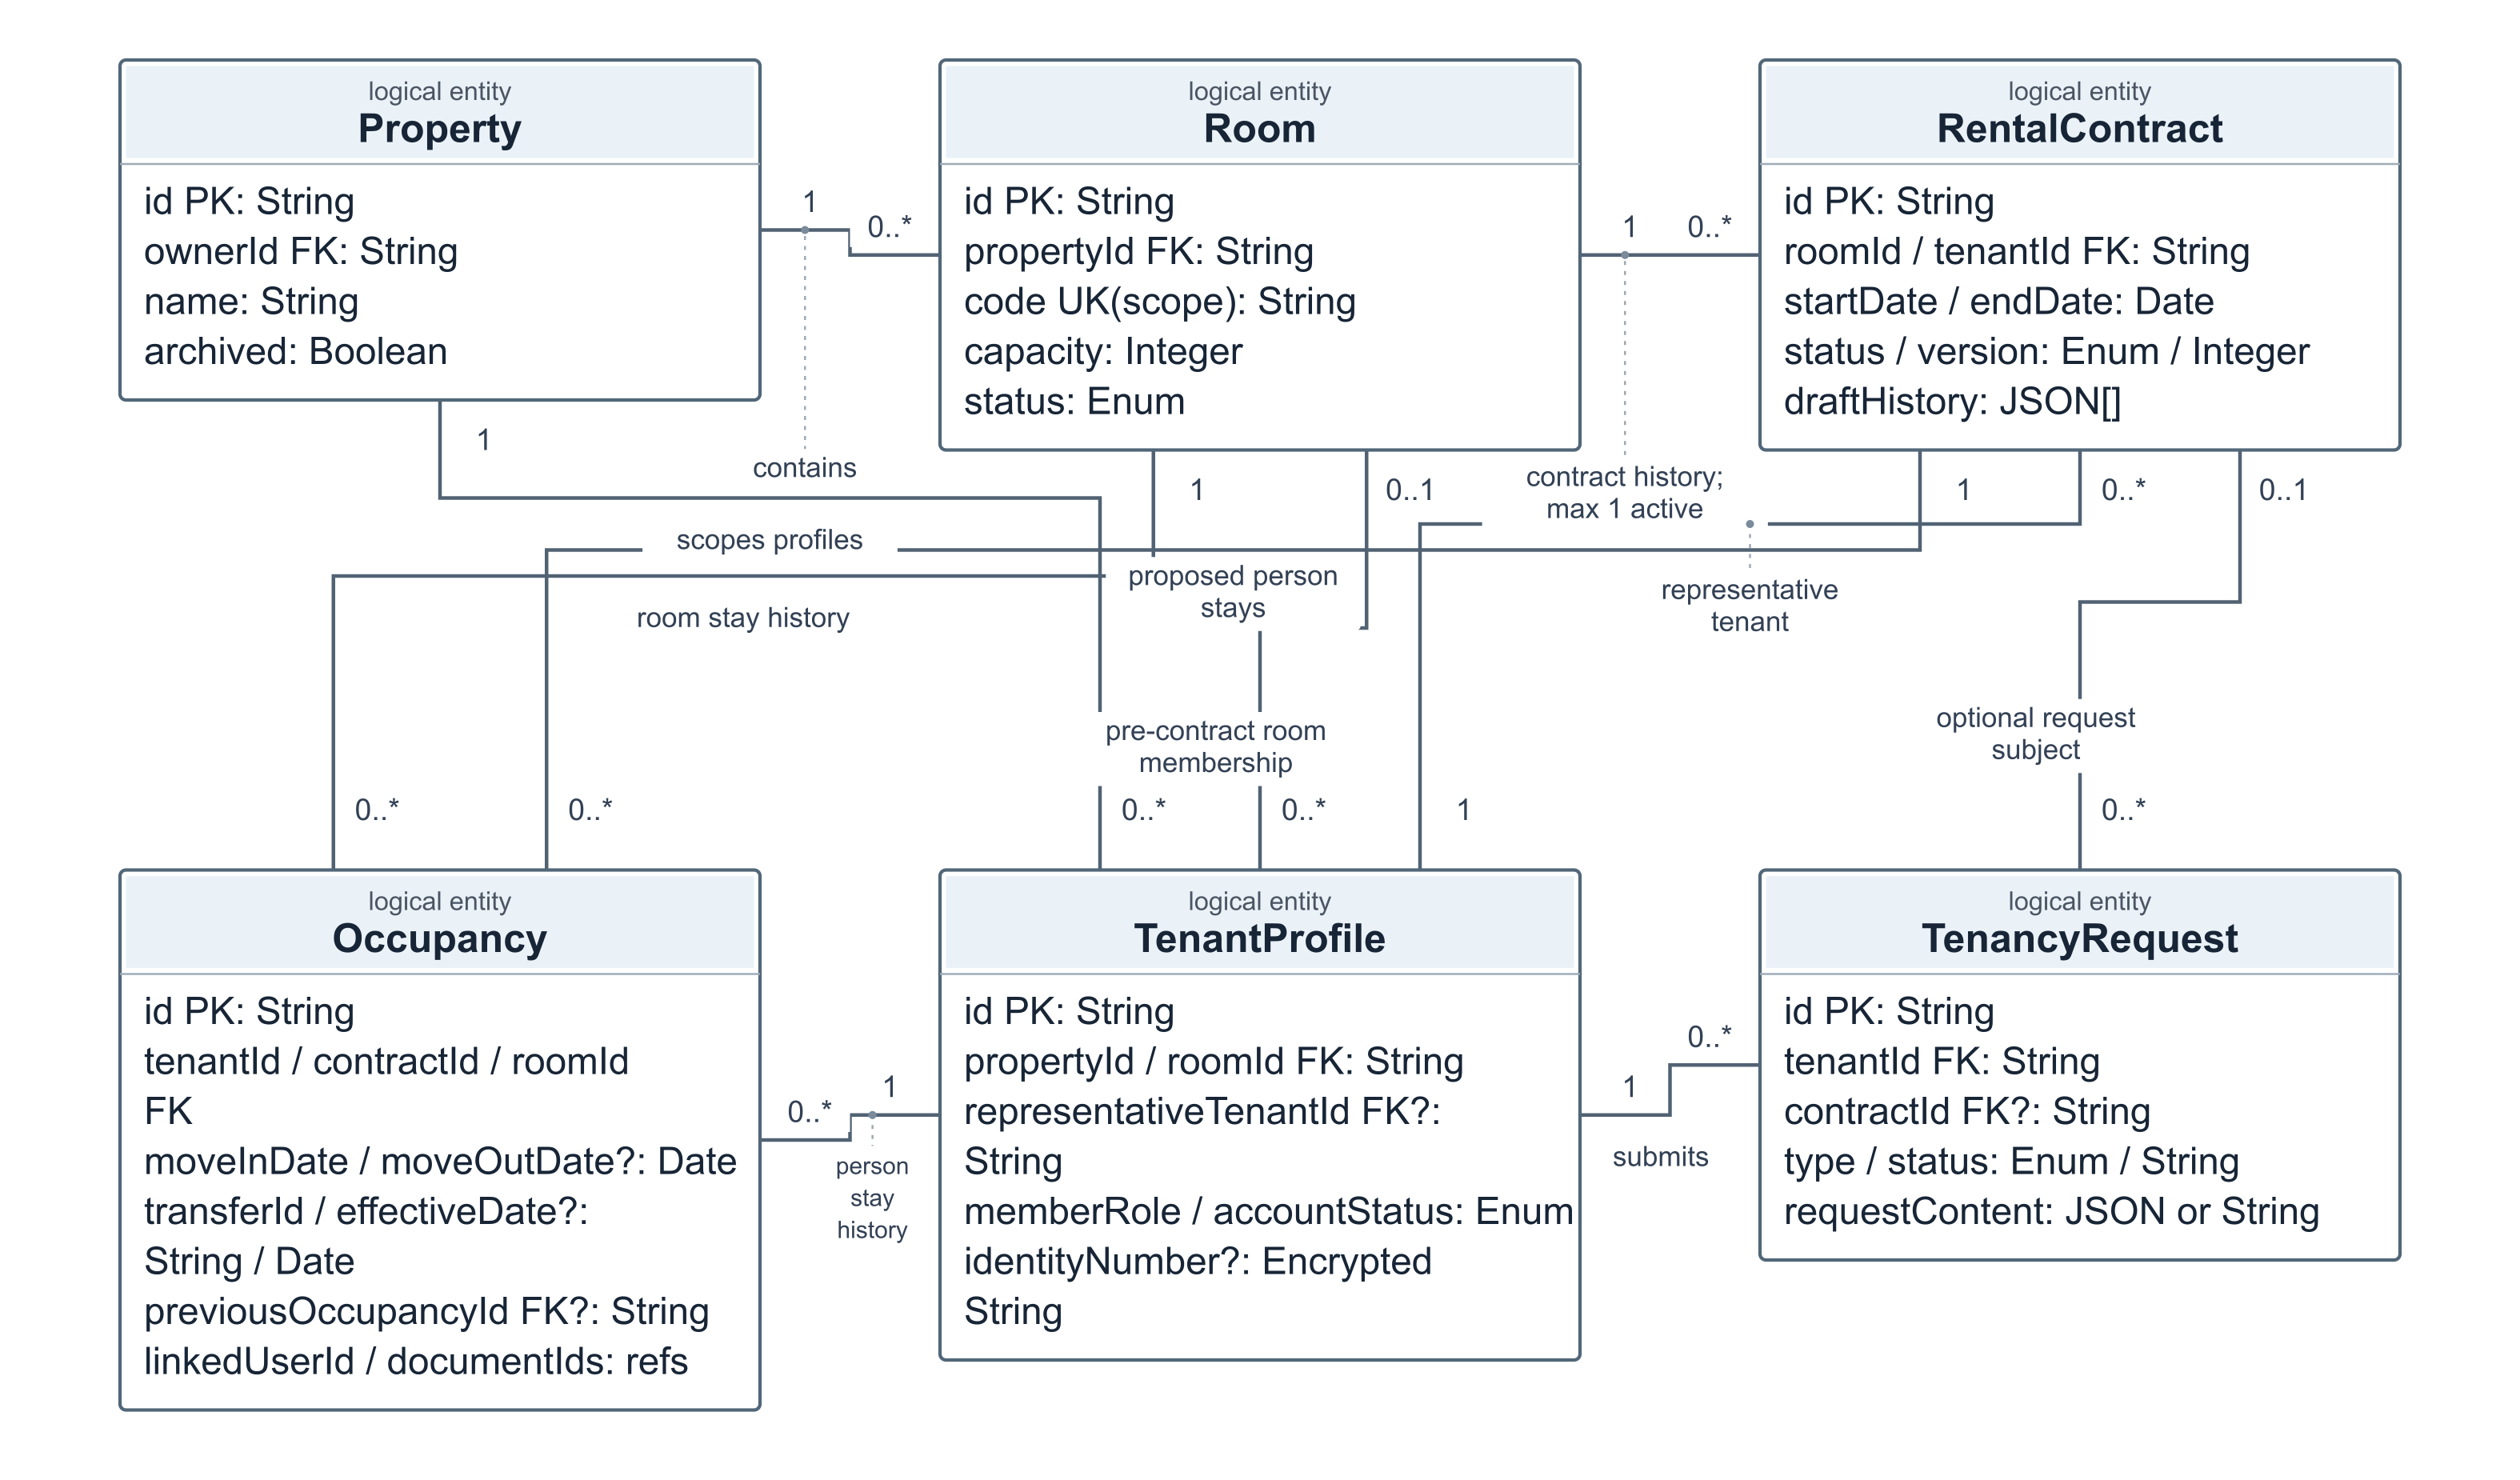 logical entity
Property
id PK: String
ownerId FK: String
name: String
archived: Boolean
logical entity
Room
id PK: String
propertyId FK: String
code UK(scope): String
capacity: Integer
status: Enum
logical entity
RentalContract
id PK: String
roomId / tenantId FK: String
startDate / endDate: Date
status / version: Enum / Integer
draftHistory: JSON[]
1
0..*
contains
1
0..*
contract history;
max 1 active
1
1
0..1
1
0..*
0..1
scopes profiles
proposed person
stays
room stay history
representative
tenant
pre-contract room
membership
optional request
subject
0..*
0..*
0..*
0..*
1
0..*
logical entity
Occupancy
id PK: String
tenantId / contractId / roomId
FK
moveInDate / moveOutDate?: Date
transferId / effectiveDate?:
String / Date
previousOccupancyId FK?: String
linkedUserId / documentIds: refs
0..*
1
person
stay
history
logical entity
TenantProfile
id PK: String
propertyId / roomId FK: String
representativeTenantId FK?:
String
memberRole / accountStatus: Enum
identityNumber?: Encrypted
String
1
0..*
submits
logical entity
TenancyRequest
id PK: String
tenantId FK: String
contractId FK?: String
type / status: Enum / String
requestContent: JSON or String